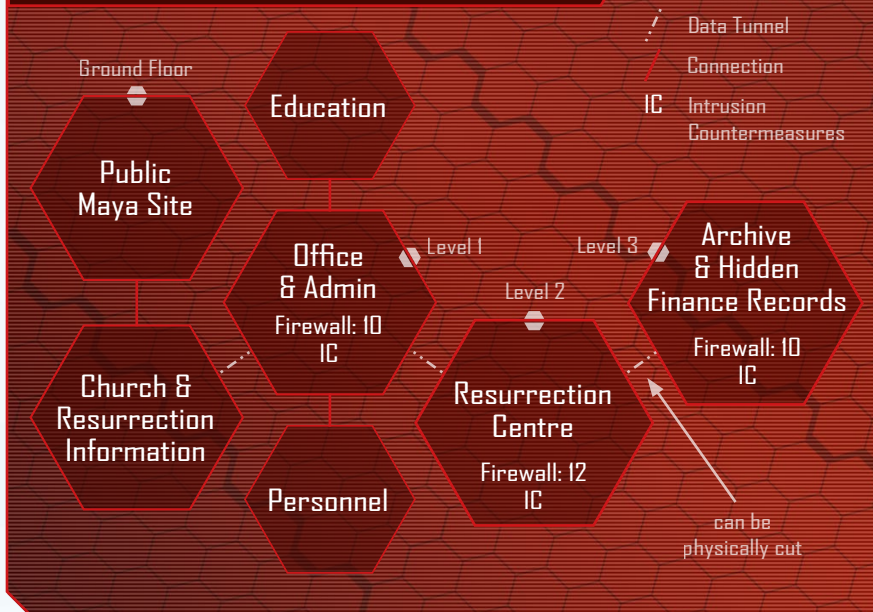 Data Tunnel
Connection
IC
Intrusion
Countermeasures
Ground Floor
Public
Maya Site
Education
Office
& Admin
Firewall: 10
IC
Level 1
Church &
Resurrection
Information
Personnel
Level 2
Resurrection
Centre
Firewall: 12
IC
Level 3
Archive
& Hidden
Finance Records
Firewall: 10
IC
can be
physically cut